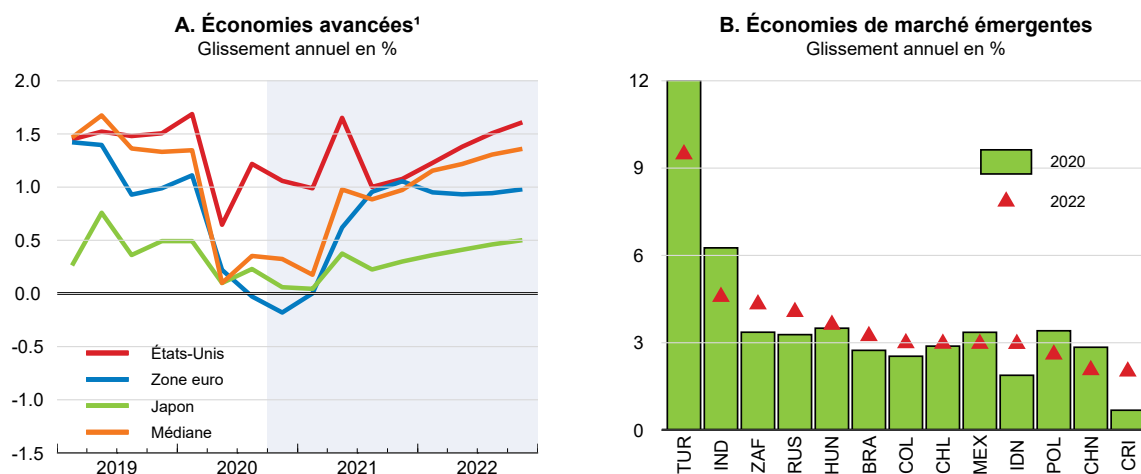 A. Économies avancées¹
Glissement annuel en %
2.0
1.5
1.0
0.5
0.0
-0.5
-1.0
-1.5
États-Unis
Zone euro
Japon
Médiane
2019
2020
2021
2022
B. Économies de marché émergentes
Glissement annuel en %
12
9
6
3
0
2020
2022
TUR
IND
ZAF
RUS
HUN
BRA
COL
CHL
MEX
IDN
POL
CHN
CRI